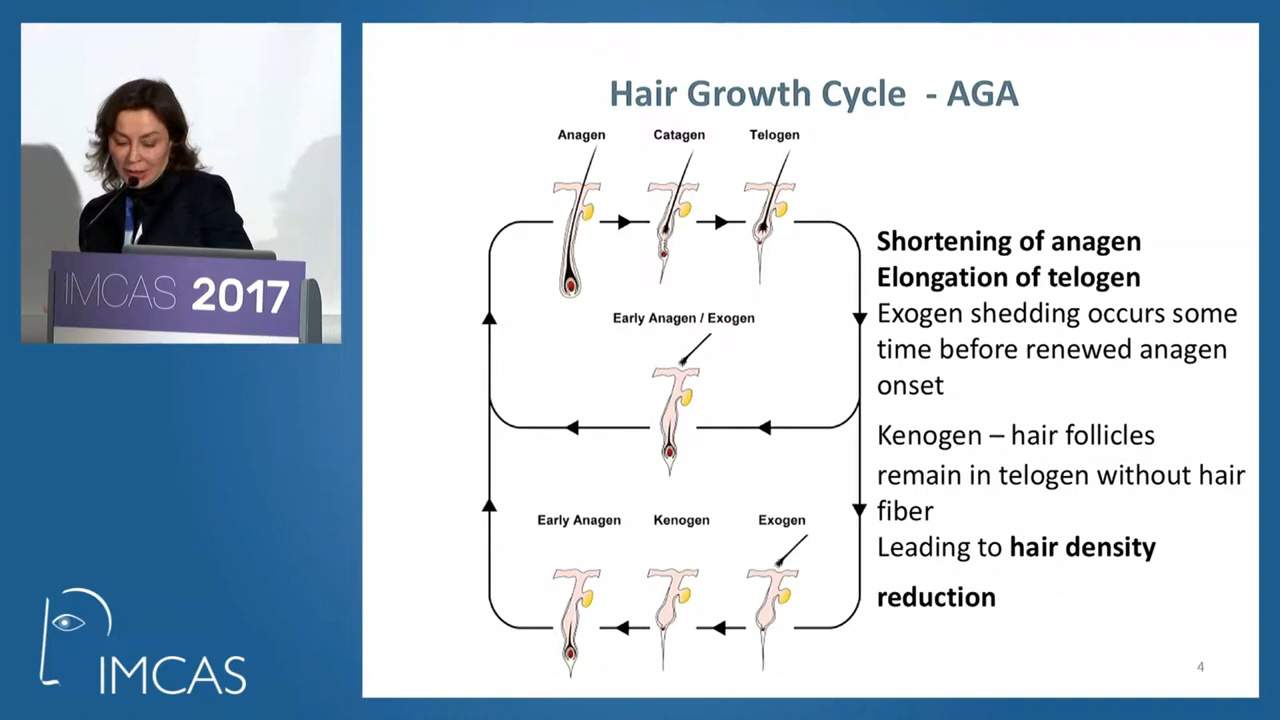 IMCAS 2017
IMCAS
Hair Growth Cycle - AGA
Anagen
Catagen
Telogen
Early Anagen / Exogen
Early Anagen
Kenogen
Exogen
Shortening of anagen
Elongation of telogen
Exogen shedding occurs some
time before renewed anagen
onset
Kenogen – hair follicles
remain in telogen without hair
fiber
Leading to hair density
reduction
4